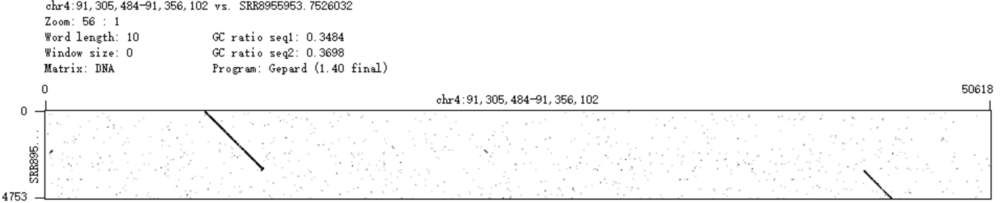 chr4:91,305,484-91,356,102 vs. SRR8955953.7526032
Zoom: 56 : 1
Word length: 10 GC ratio seq1: 0.3484
Window size: 0 GC ratio seq2: 0.3698
Matrix: DNA Program: Gepard (1.40 final)
0 50618
chr4:91,305,484-91,356,102
0
SRR895...
4753